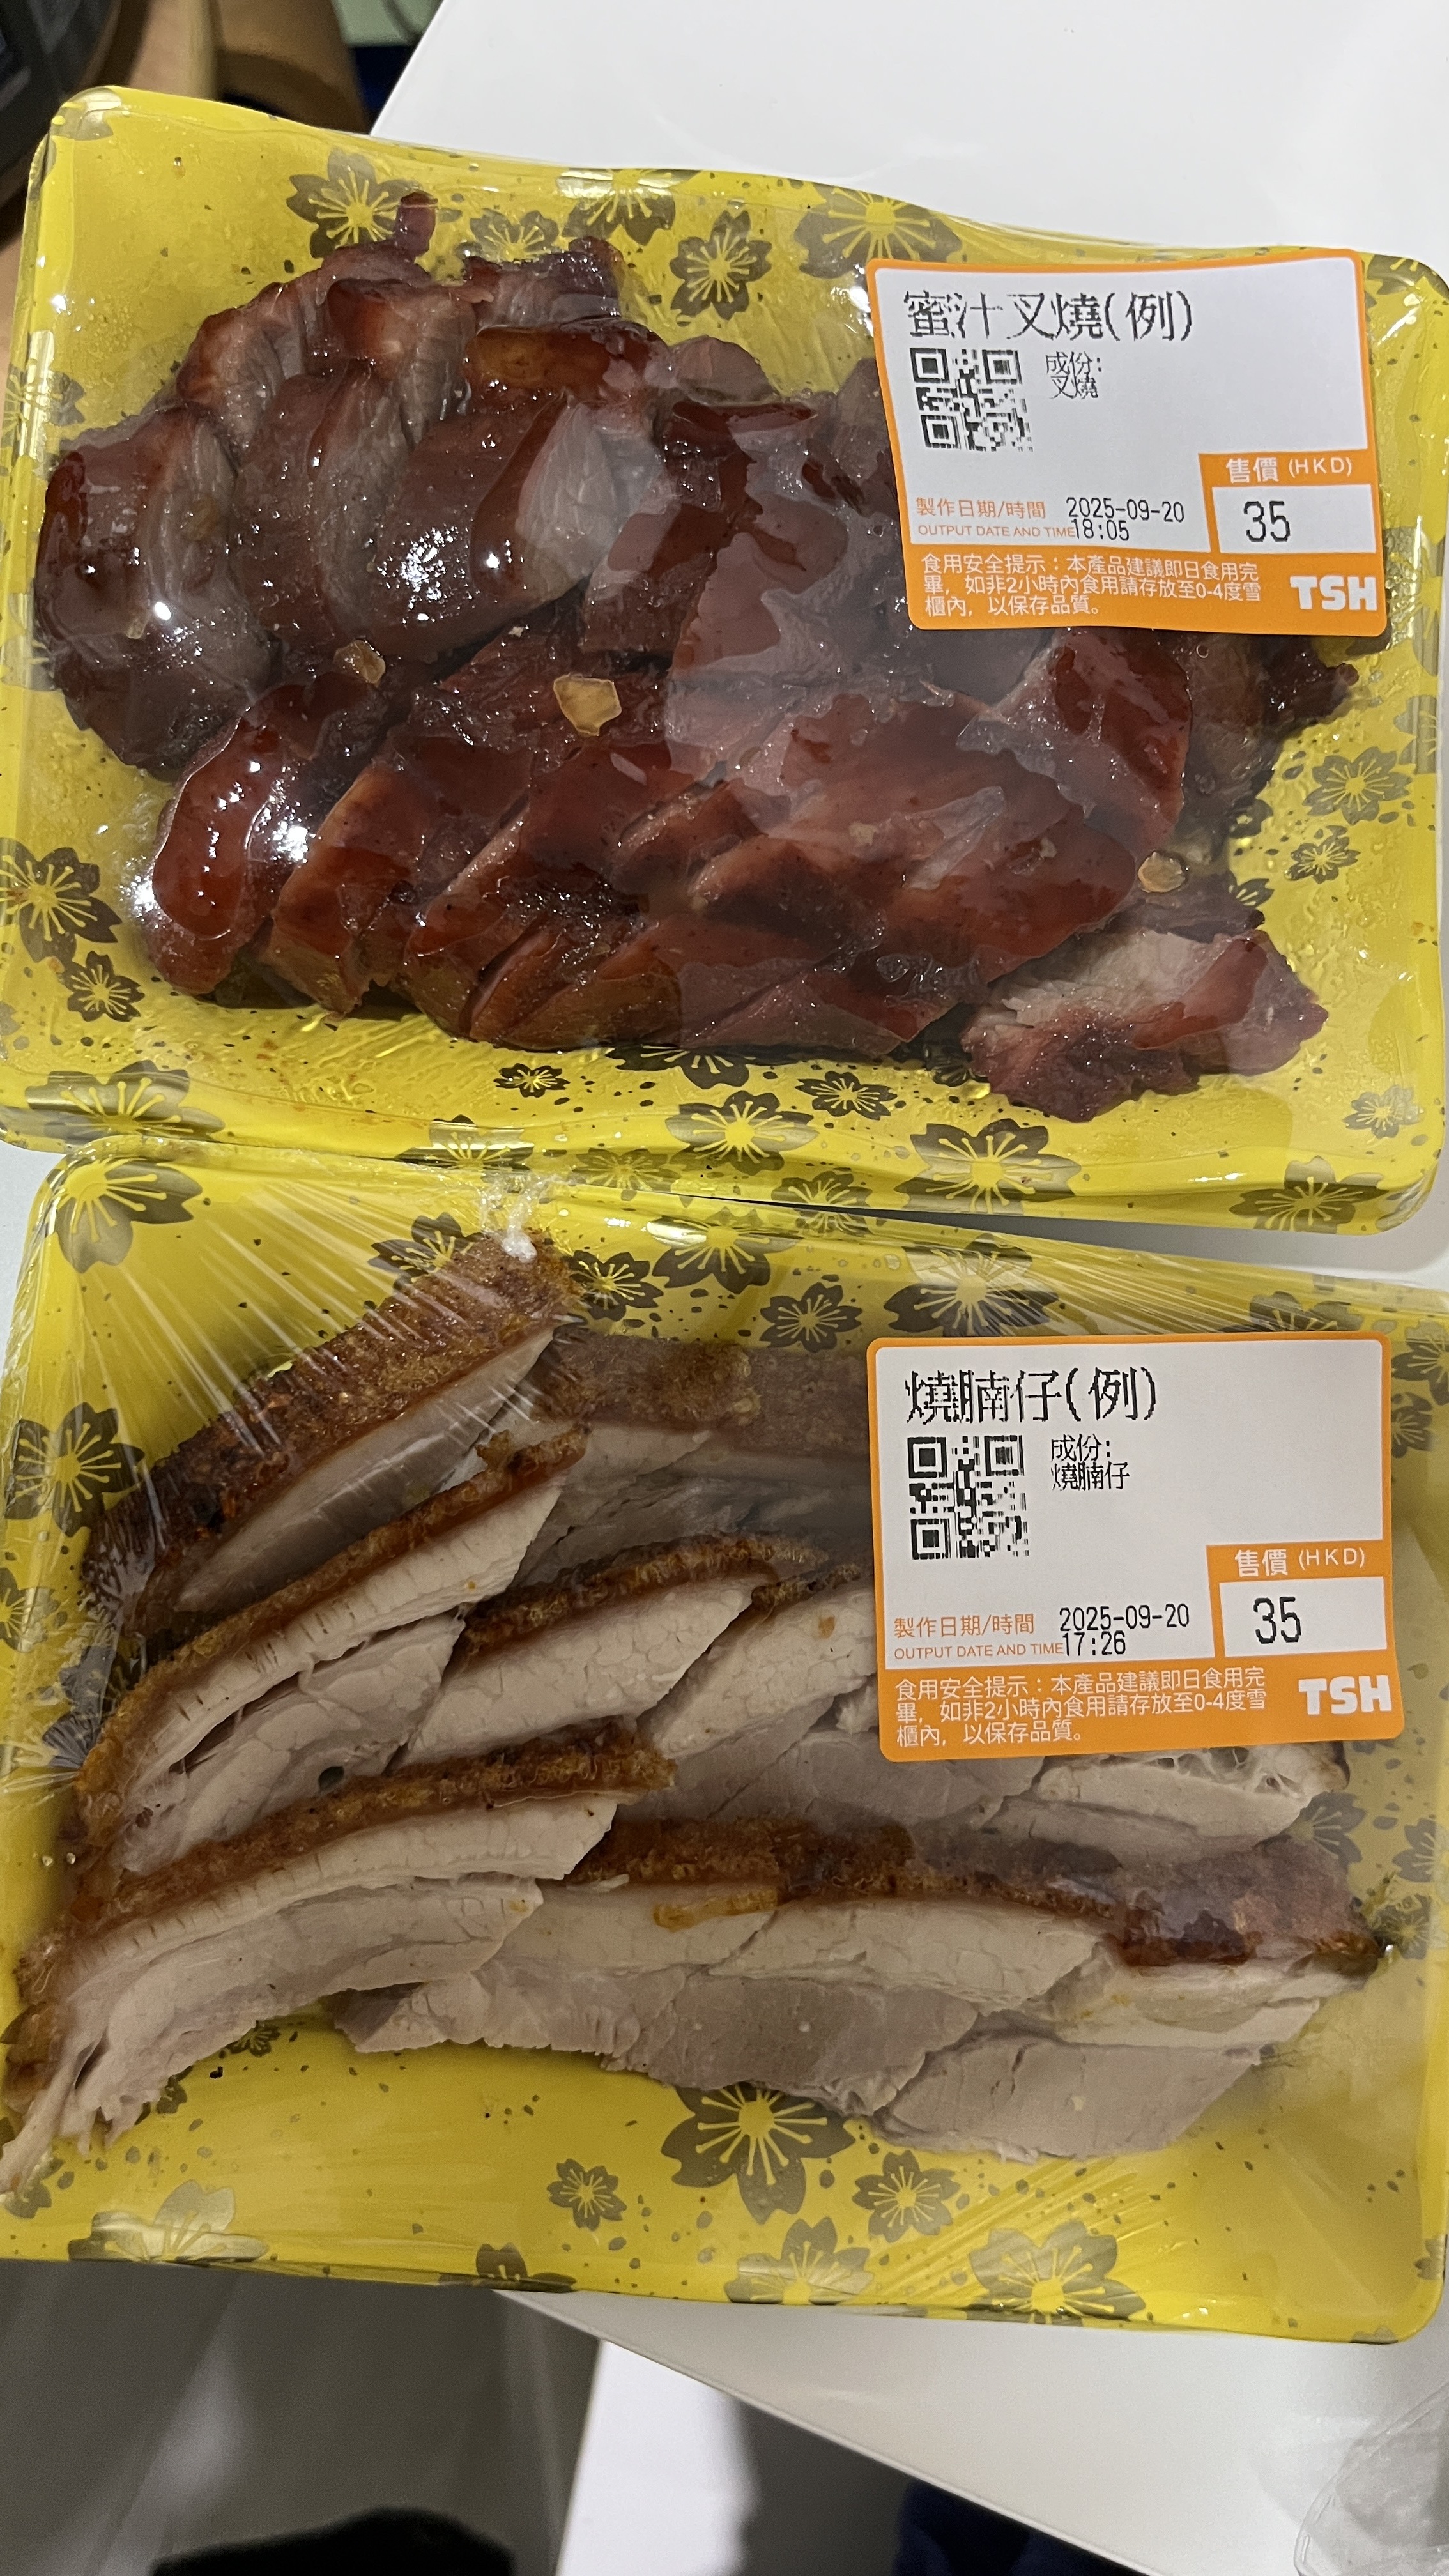 蜜汁叉燒(例)
成份:
叉燒
售價 (HKD)
35
製作日期/時間 2025-09-20
OUTPUT DATE AND TIME 18:05
食用安全提示：本產品建議即日食用完
畢，如非2小時內食用請存放至0-4度雪
櫃內，以保存品質。
TSH
燒腩仔(例)
成份:
燒腩仔
售價 (HKD)
35
製作日期/時間 2025-09-20
OUTPUT DATE AND TIME 17:26
食用安全提示：本產品建議即日食用完
畢，如非2小時內食用請存放至0-4度雪
櫃內，以保存品質。
TSH